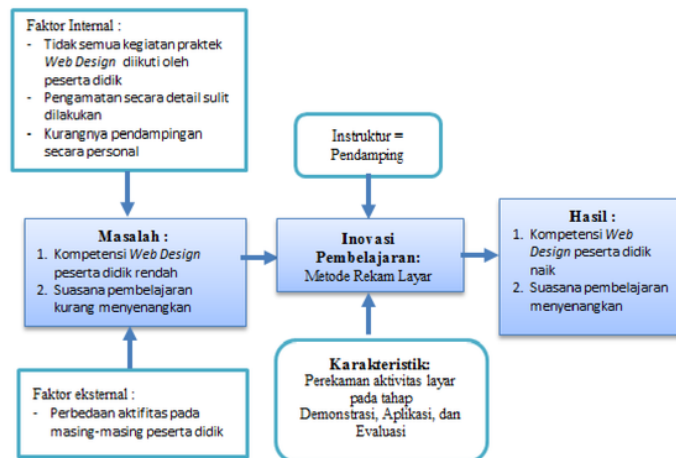 Faktor Internal :
- Tidak semua kegiatan praktek
Web Design diikuti oleh
peserta didik
- Pengamatan secara detail sulit
dilakukan
- Kurangnya pendampingan
secara personal
Instruktur =
Pendamping
Masalah :
1. Kompetensi Web Design
peserta didik rendah
2. Suasana pembelajaran
kurang menyenangkan
Inovasi
Pembelajaran:
Metode Rekam Layar
Hasil :
1. Kompetensi Web
Design peserta didik
naik
2. Suasana pembelajaran
menyenangkan
Faktor eksternal :
- Perbedaan aktifitas pada
masing-masing peserta didik
Karakteristik:
Perekaman aktivitas layar
pada tahap
Demonstrasi, Aplikasi, dan
Evaluasi